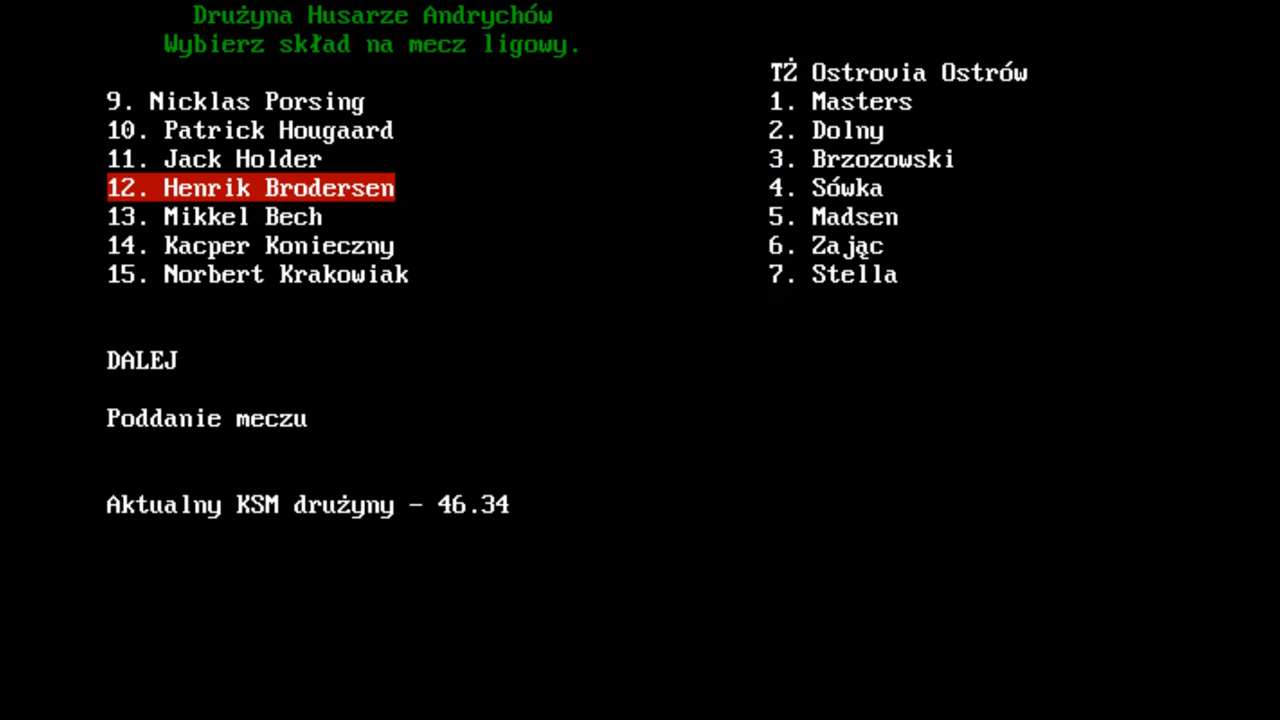 Drużyna Husarze Andrychów
Wybierz skład na mecz ligowy.
9. Nicklas Porsing
10. Patrick Hougaard
11. Jack Holder
12. Henrik Brodersen
13. Mikkel Bech
14. Kacper Konieczny
15. Norbert Krakowiak
DALEJ
Poddanie meczu
Aktualny KSM drużyny - 46.34
TŻ Ostrovia Ostrów
1. Masters
2. Dolny
3. Brzozowski
4. Sówka
5. Madsen
6. Zając
7. Stella